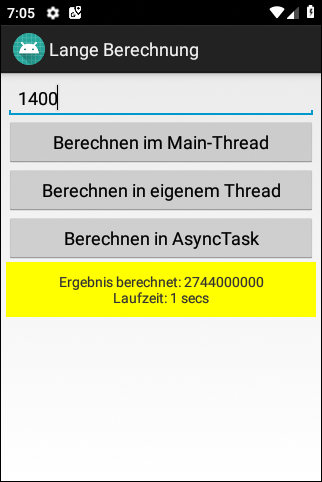 7:05
Lange Berechnung
1400
Berechnen im Main-Thread
Berechnen in eigenem Thread
Berechnen in AsyncTask
Ergebnis berechnet: 2744000000
Laufzeit: 1 secs